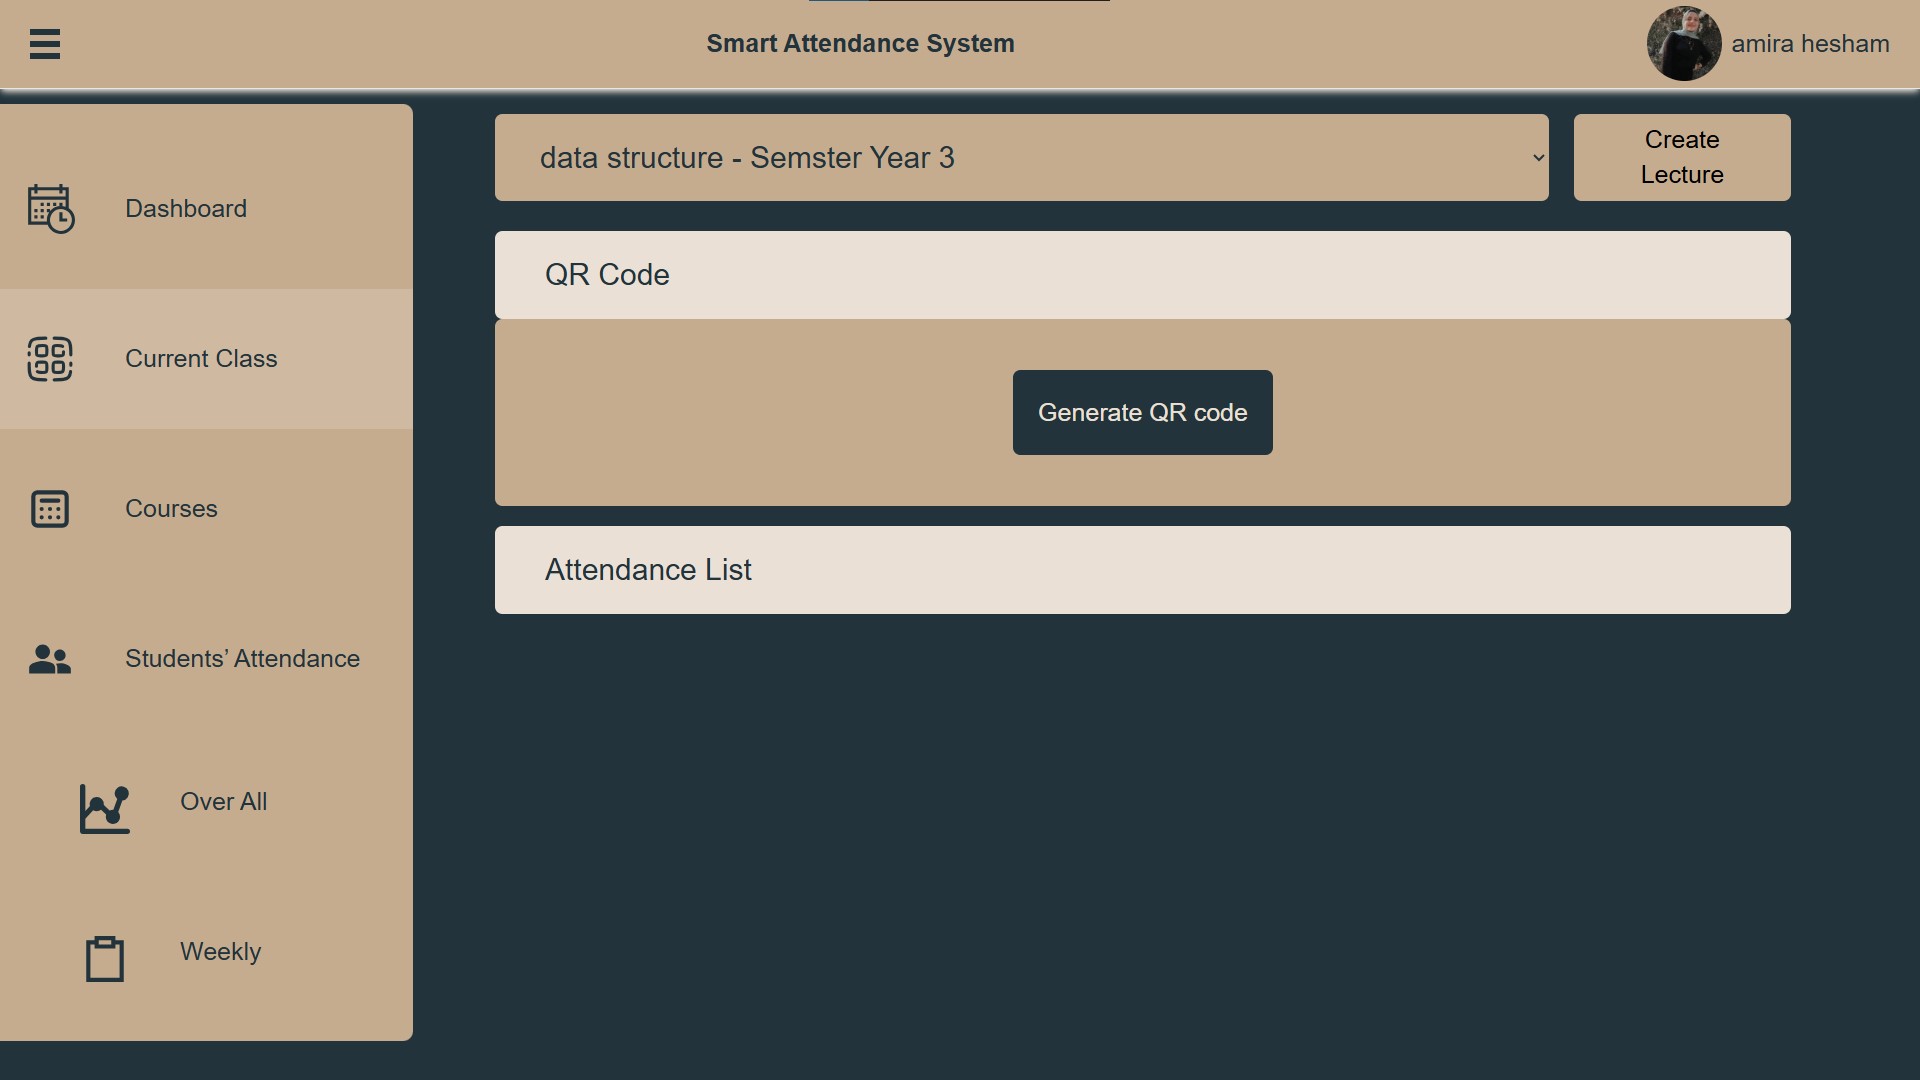 Smart Attendance System
amira hesham
Dashboard
Current Class
Courses
Students’ Attendance
Over All
Weekly
data structure - Semster Year 3
Create
Lecture
QR Code
Generate QR code
Attendance List